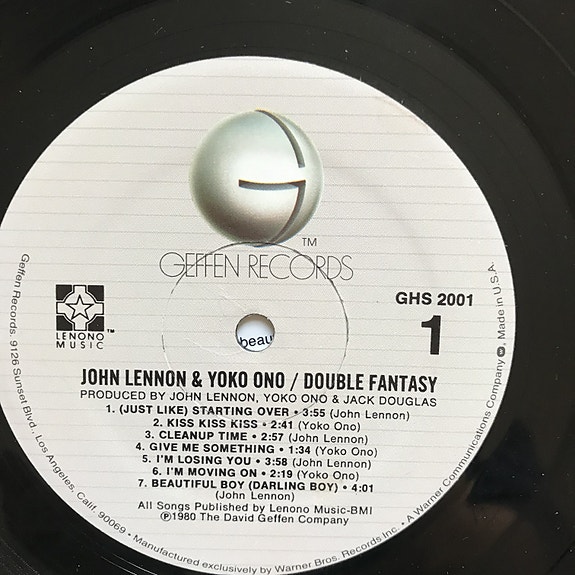 TM
GEFFEN RECORDS
GHS 2001
1
LENONO™
MUSIC
beau
JOHN LENNON & YOKO ONO / DOUBLE FANTASY
PRODUCED BY JOHN LENNON, YOKO ONO & JACK DOUGLAS
1. (JUST LIKE) STARTING OVER • 3:55 (John Lennon)
2. KISS KISS KISS • 2:41 (Yoko Ono)
3. CLEANUP TIME • 2:57 (John Lennon)
4. GIVE ME SOMETHING • 1:34 (Yoko Ono)
5. I'M LOSING YOU • 3:58 (John Lennon)
6. I'M MOVING ON • 2:19 (Yoko Ono)
7. BEAUTIFUL BOY (DARLING BOY) • 4:01
(John Lennon)
All Songs Published by Lenono Music-BMI
℗1980 The David Geffen Company
Geffen Records, 9126 Sunset Blvd., Los Angeles, Calif. 90069 • Manufactured exclusively by Warner Bros. Records Inc. • A Warner Communications Company, Made in U.S.A.